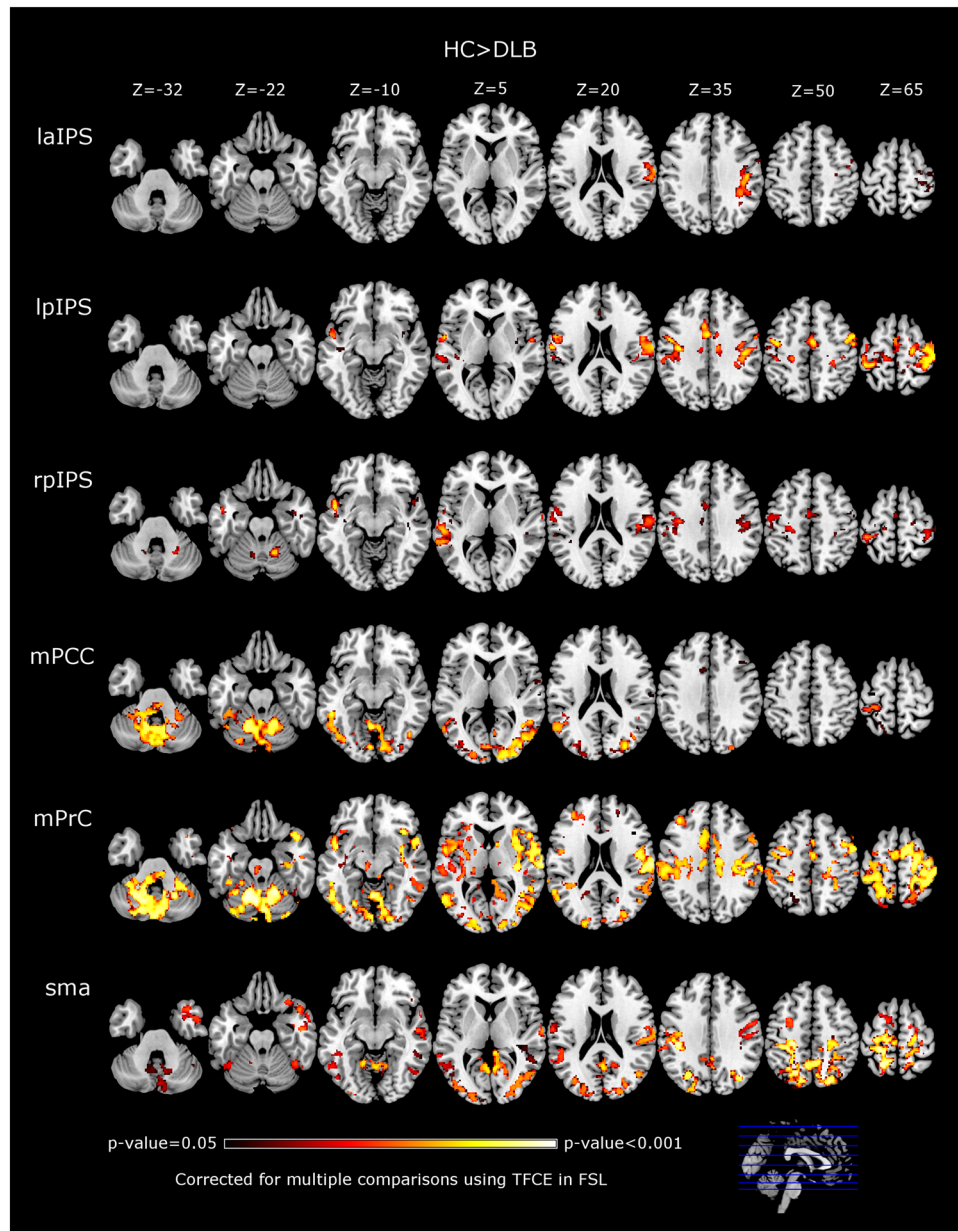 HC>DLB
Z=-32 Z=-22 Z=-10 Z=5 Z=20 Z=35 Z=50 Z=65
laIPS
lpIPS
rpIPS
mPCC
mPrC
sma
p-value=0.05 p-value<0.001
Corrected for multiple comparisons using TFCE in FSL